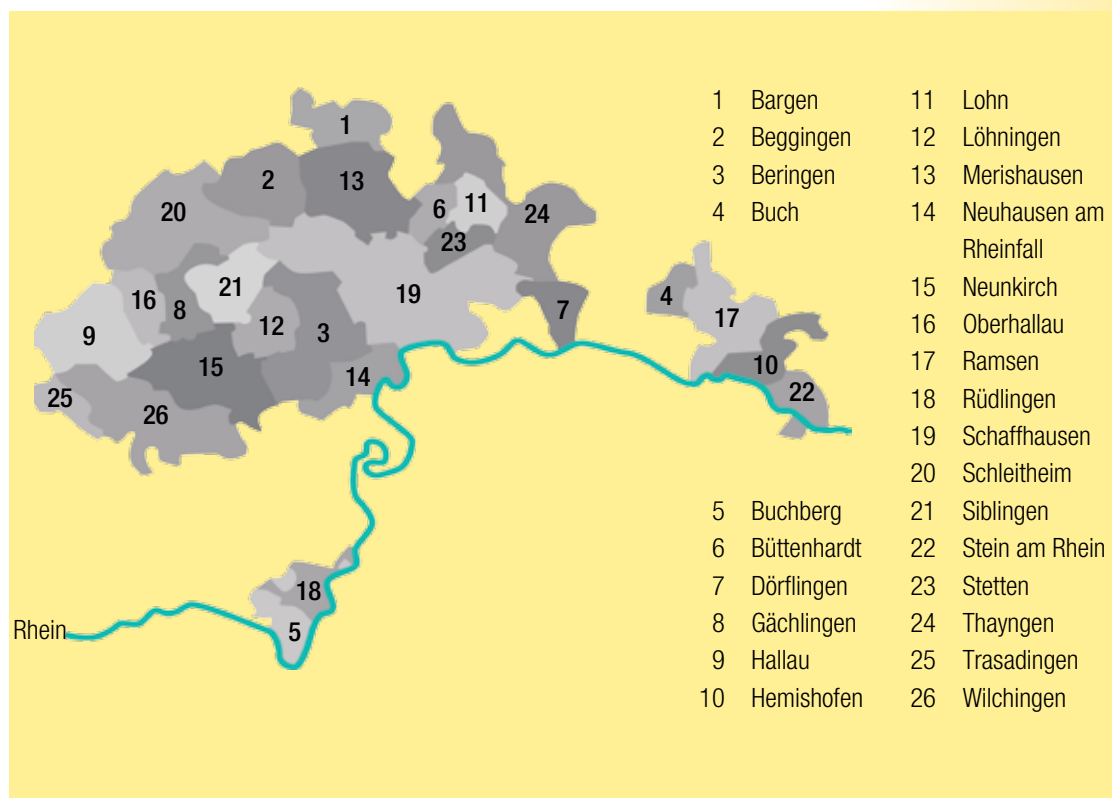 1 Bargen
2 Beggingen
3 Beringen
4 Buch
5 Buchberg
6 Büttenhardt
7 Dörflingen
8 Gächlingen
9 Hallau
10 Hemishofen
11 Lohn
12 Löhningen
13 Merishausen
14 Neuhausen am
Rheinfall
15 Neunkirch
16 Oberhallau
17 Ramsen
18 Rüdlingen
19 Schaffhausen
20 Schleitheim
21 Siblingen
22 Stein am Rhein
23 Stetten
24 Thayngen
25 Trasadingen
26 Wilchingen
1
2
13
20
6
11
24
23
21
16
8
19
12
3
9
15
7
4
17
14
10
25
26
22
18
5
Rhein